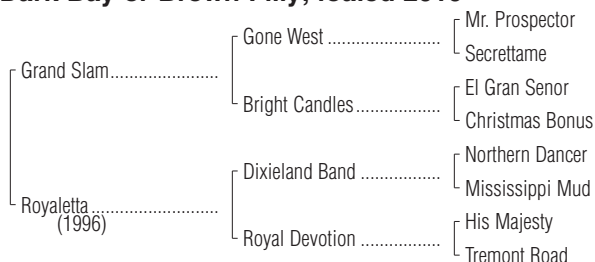 Dark Bay or Brown Filly; foaled
Mr. Prospector
Gone West ........................
Secrettame
Grand Slam.......................
El Gran Senor
Bright Candles...............
Christmas Bonus
Northern Dancer
Dixieland Band .................
Mississippi Mud
Royaletta...........................
(1996)
His Majesty
Royal Devotion .................
Tremont Road